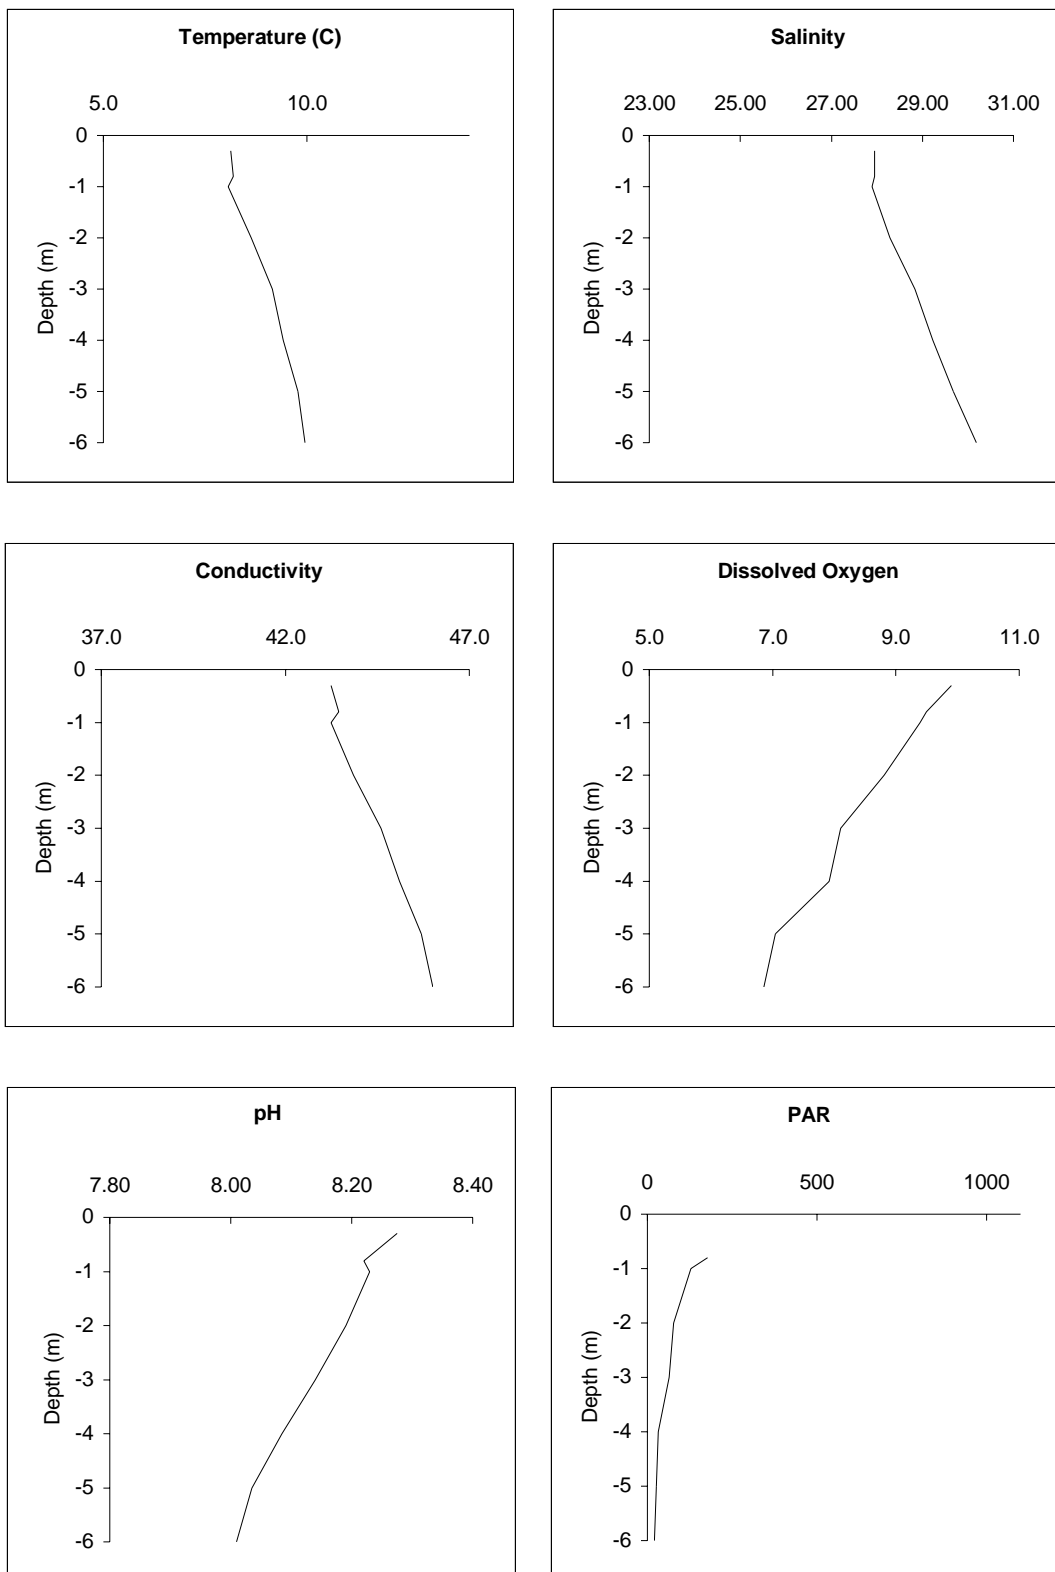 Temperature (C)
5.0 10.0
0
-1
-2
-3
-4
-5
-6
Depth (m)
Salinity
23.00 25.00 27.00 29.00 31.00
0
-1
-2
-3
-4
-5
-6
Depth (m)
Conductivity
37.0 42.0 47.0
0
-1
-2
-3
-4
-5
-6
Depth (m)
Dissolved Oxygen
5.0 7.0 9.0 11.0
0
-1
-2
-3
-4
-5
-6
Depth (m)
pH
7.80 8.00 8.20 8.40
0
-1
-2
-3
-4
-5
-6
Depth (m)
PAR
0 500 1000
0
-1
-2
-3
-4
-5
-6
Depth (m)